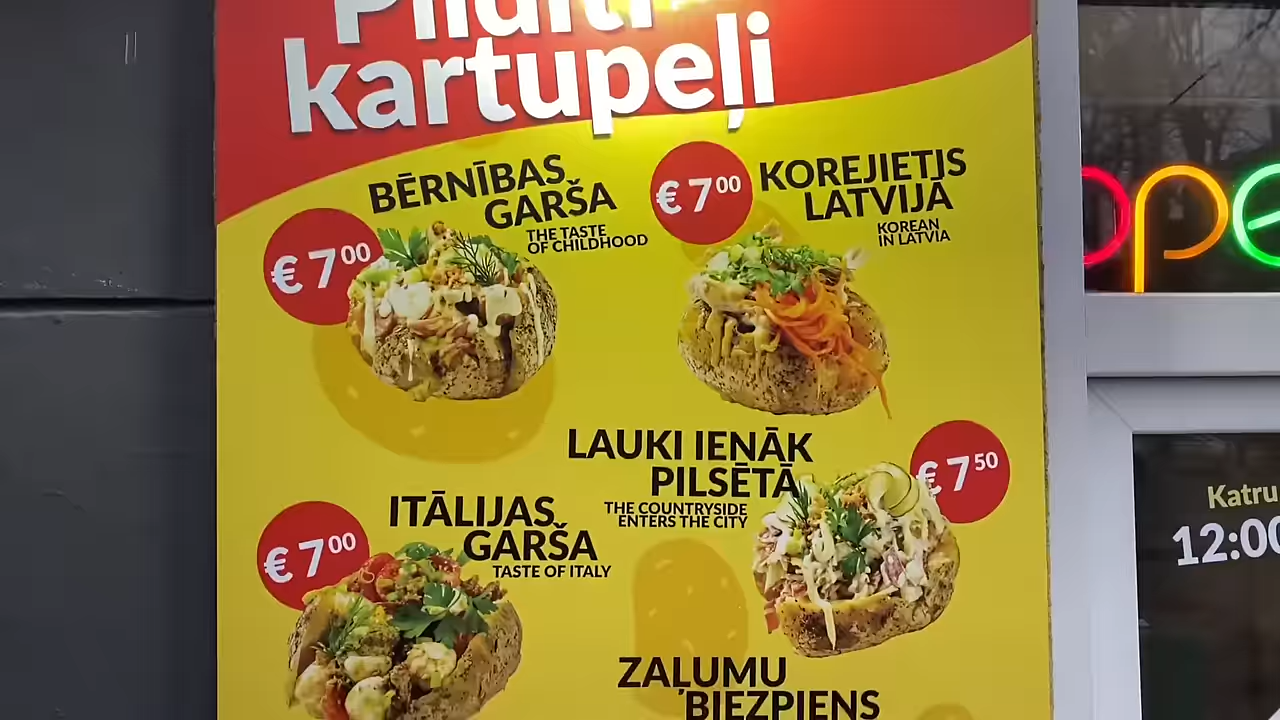 Pildīti
kartupeļi
BĒRNĪBAS
GARŠA
THE TASTE
OF CHILDHOOD
€ 7 00
€ 7 00
KOREJIETIS
LATVIJĀ
KOREAN
IN LATVIA
LAUKI IENĀK
PILSĒTĀ
THE COUNTRYSIDE
ENTERS THE CITY
€ 7 50
ITĀLIJAS
GARŠA
TASTE OF ITALY
€ 7 00
ZAĻUMU
BIEZPIENS
ope
Katru
12:00